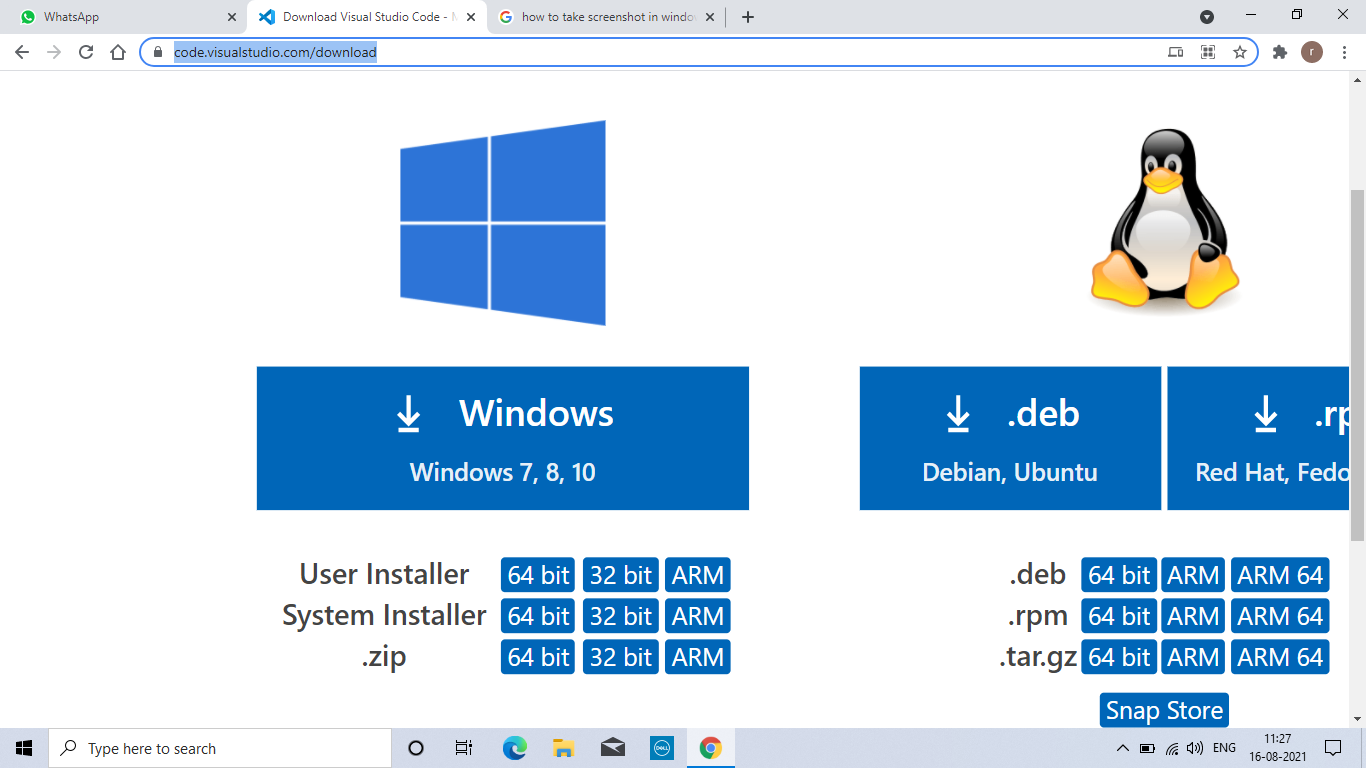 WhatsApp
Download Visual Studio Code - M
how to take screenshot in windo
code.visualstudio.com/download
r
Windows
Windows 7, 8, 10
.deb
Debian, Ubuntu
.rp
Red Hat, Fedo
User Installer 64 bit 32 bit ARM
System Installer 64 bit 32 bit ARM
.zip 64 bit 32 bit ARM
.deb 64 bit ARM ARM 64
.rpm 64 bit ARM ARM 64
.tar.gz 64 bit ARM ARM 64
Snap Store
Type here to search
DELL
ENG
11:27
16-08-2021